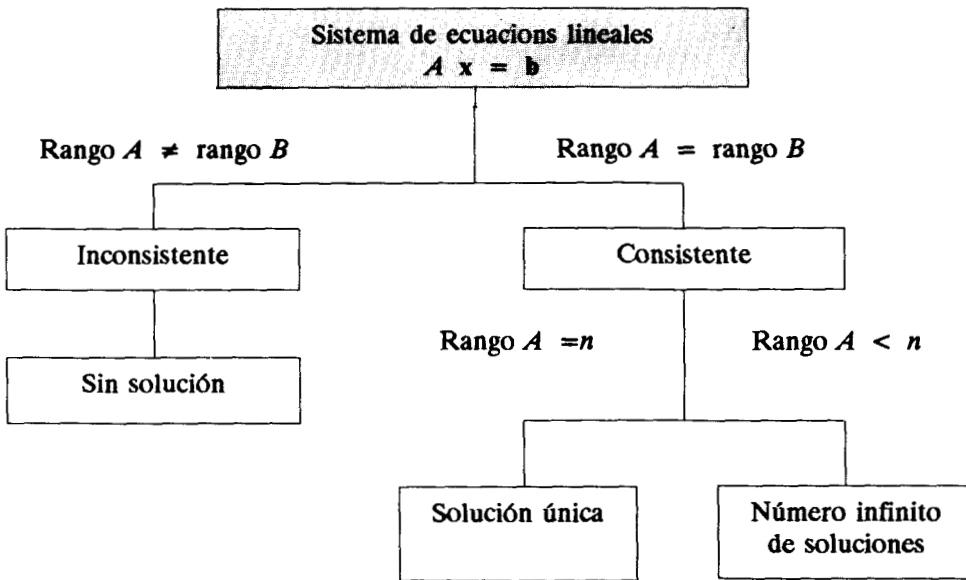 Sistema de ecuacions lineales
A x = b
Rango A ≠ rango B
Rango A = rango B
Inconsistente
Consistente
Rango A =n
Rango A < n
Sin solución
Solución única
Número infinito
de soluciones